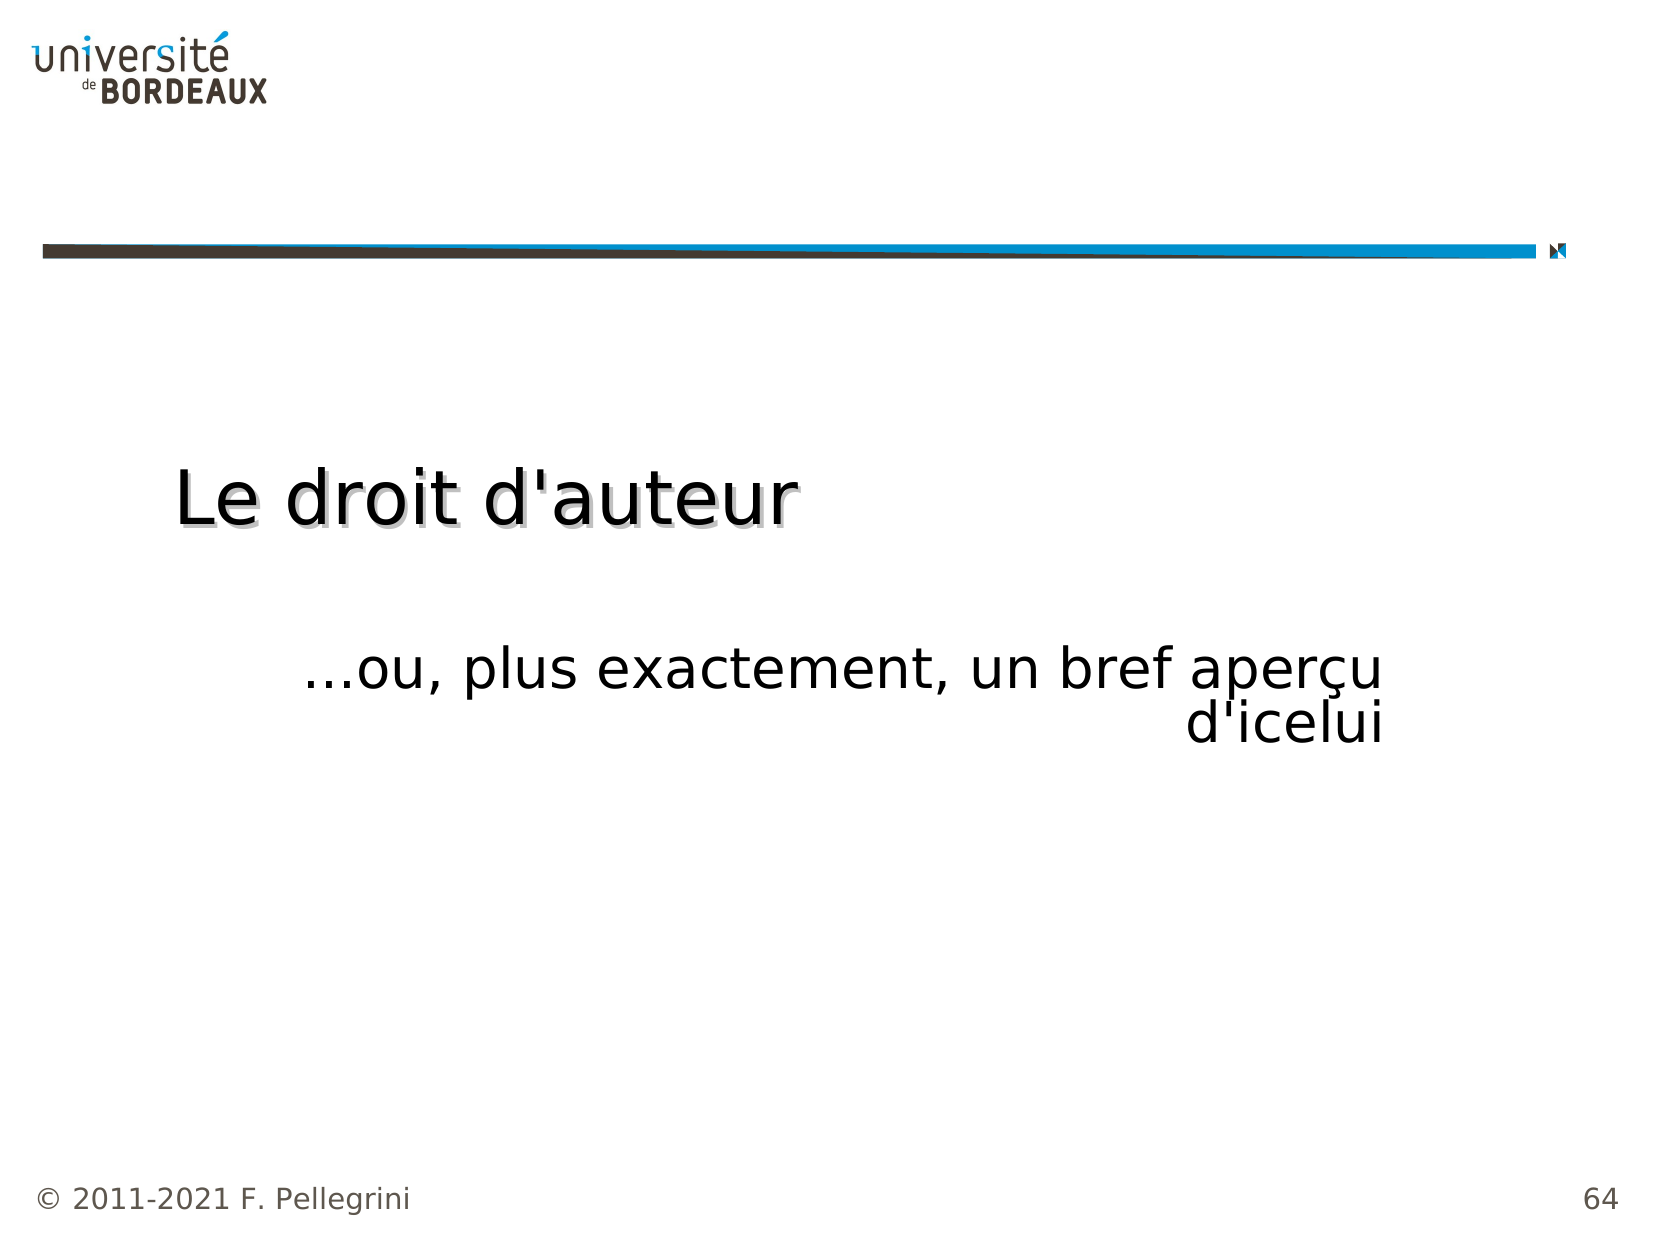 université
de BORDEAUX
Le droit d'auteur
...ou, plus exactement, un bref aperçu
d'icelui
© 2011-2021 F. Pellegrini
64